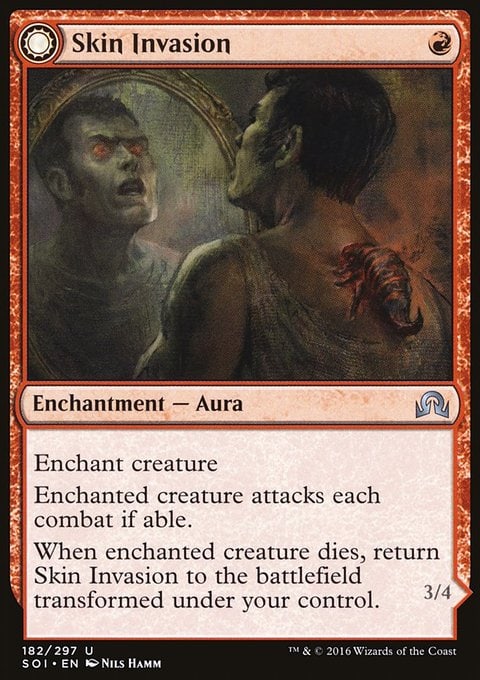 Skin Invasion
Enchantment — Aura
Enchant creature
Enchanted creature attacks each
combat if able.
When enchanted creature dies, return
Skin Invasion to the battlefield
transformed under your control.
3/4
182/297 U
SOI • EN Nils Hamm
™ & © 2016 Wizards of the Coast